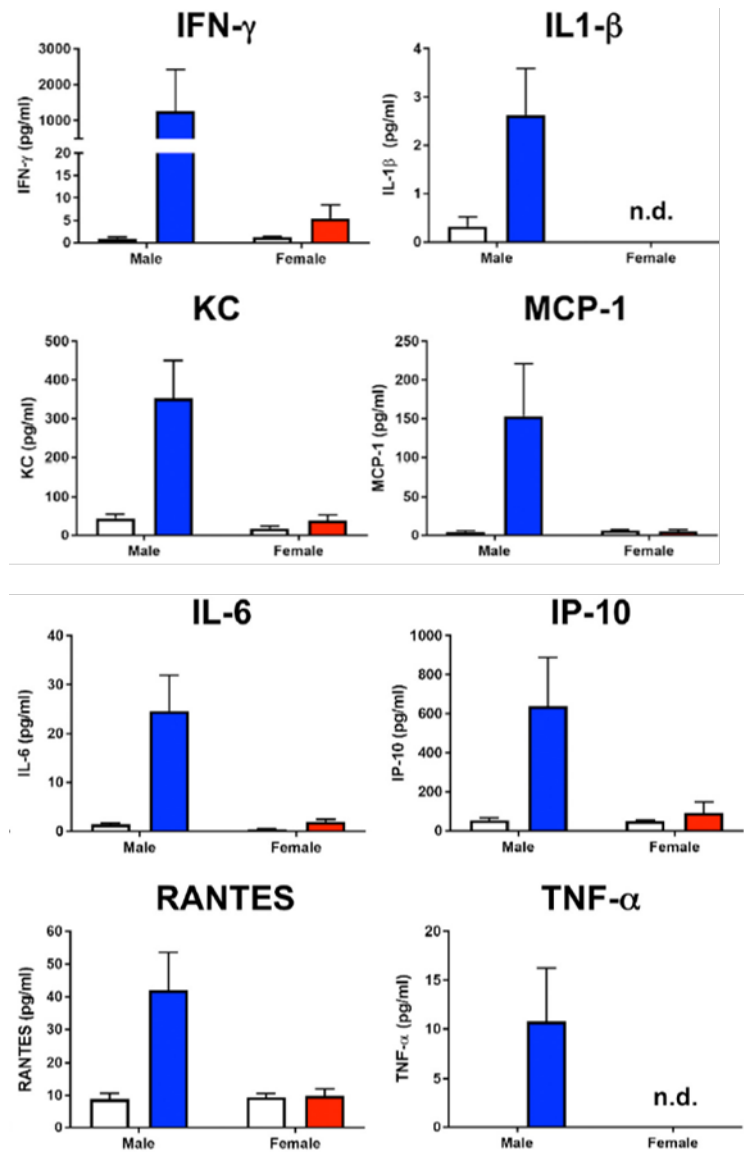 IFN-γ
IFN-γ (pg/ml)
3000
2000
1000
20
15
10
5
0
Male Female
IL1-β
IL-1β (pg/ml)
4
3
2
1
0
n.d.
Male Female
KC
KC (pg/ml)
500
400
300
200
100
0
Male Female
MCP-1
MCP-1 (pg/ml)
250
200
150
100
50
0
Male Female
IL-6
IL-6 (pg/ml)
40
30
20
10
0
Male Female
IP-10
IP-10 (pg/ml)
1000
800
600
400
200
0
Male Female
RANTES
RANTES (pg/ml)
60
50
40
30
20
10
0
Male Female
TNF-α
TNF-α (pg/ml)
20
15
10
5
0
n.d.
Male Female